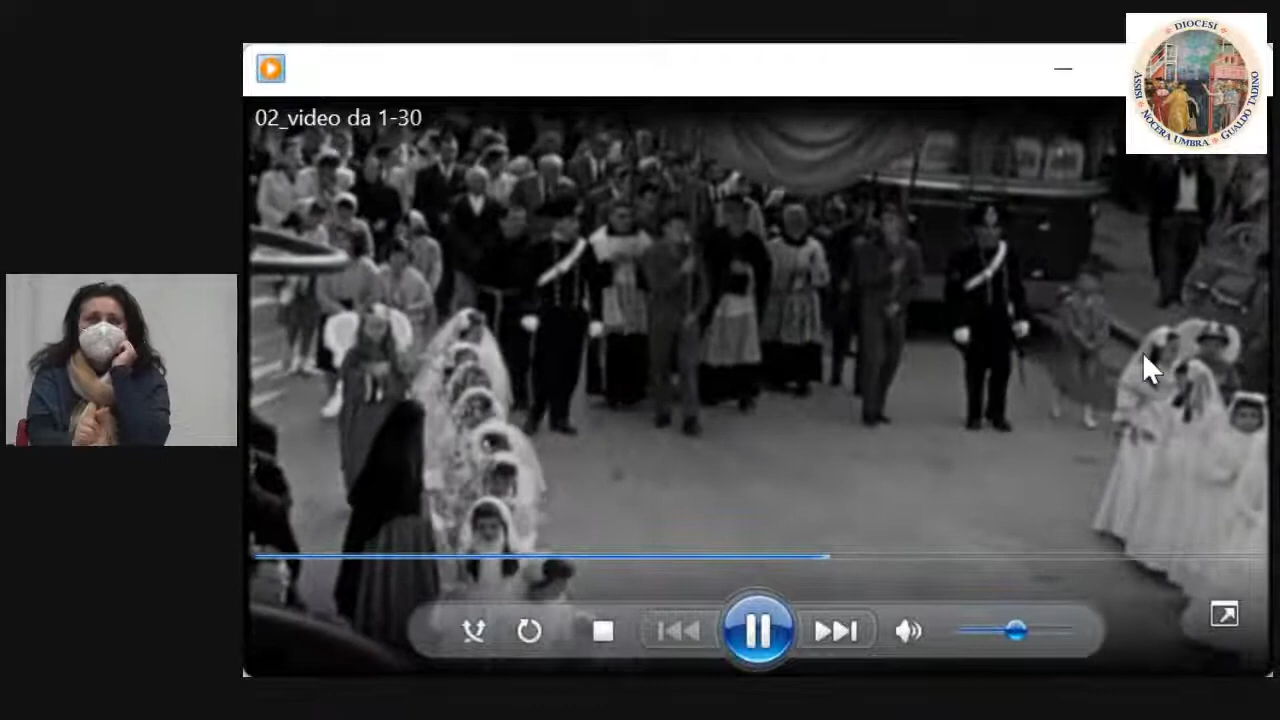 02_video da 1-30
DIOCESI
ASSISI * NOCERA UMBRA * GUALDO TADINO